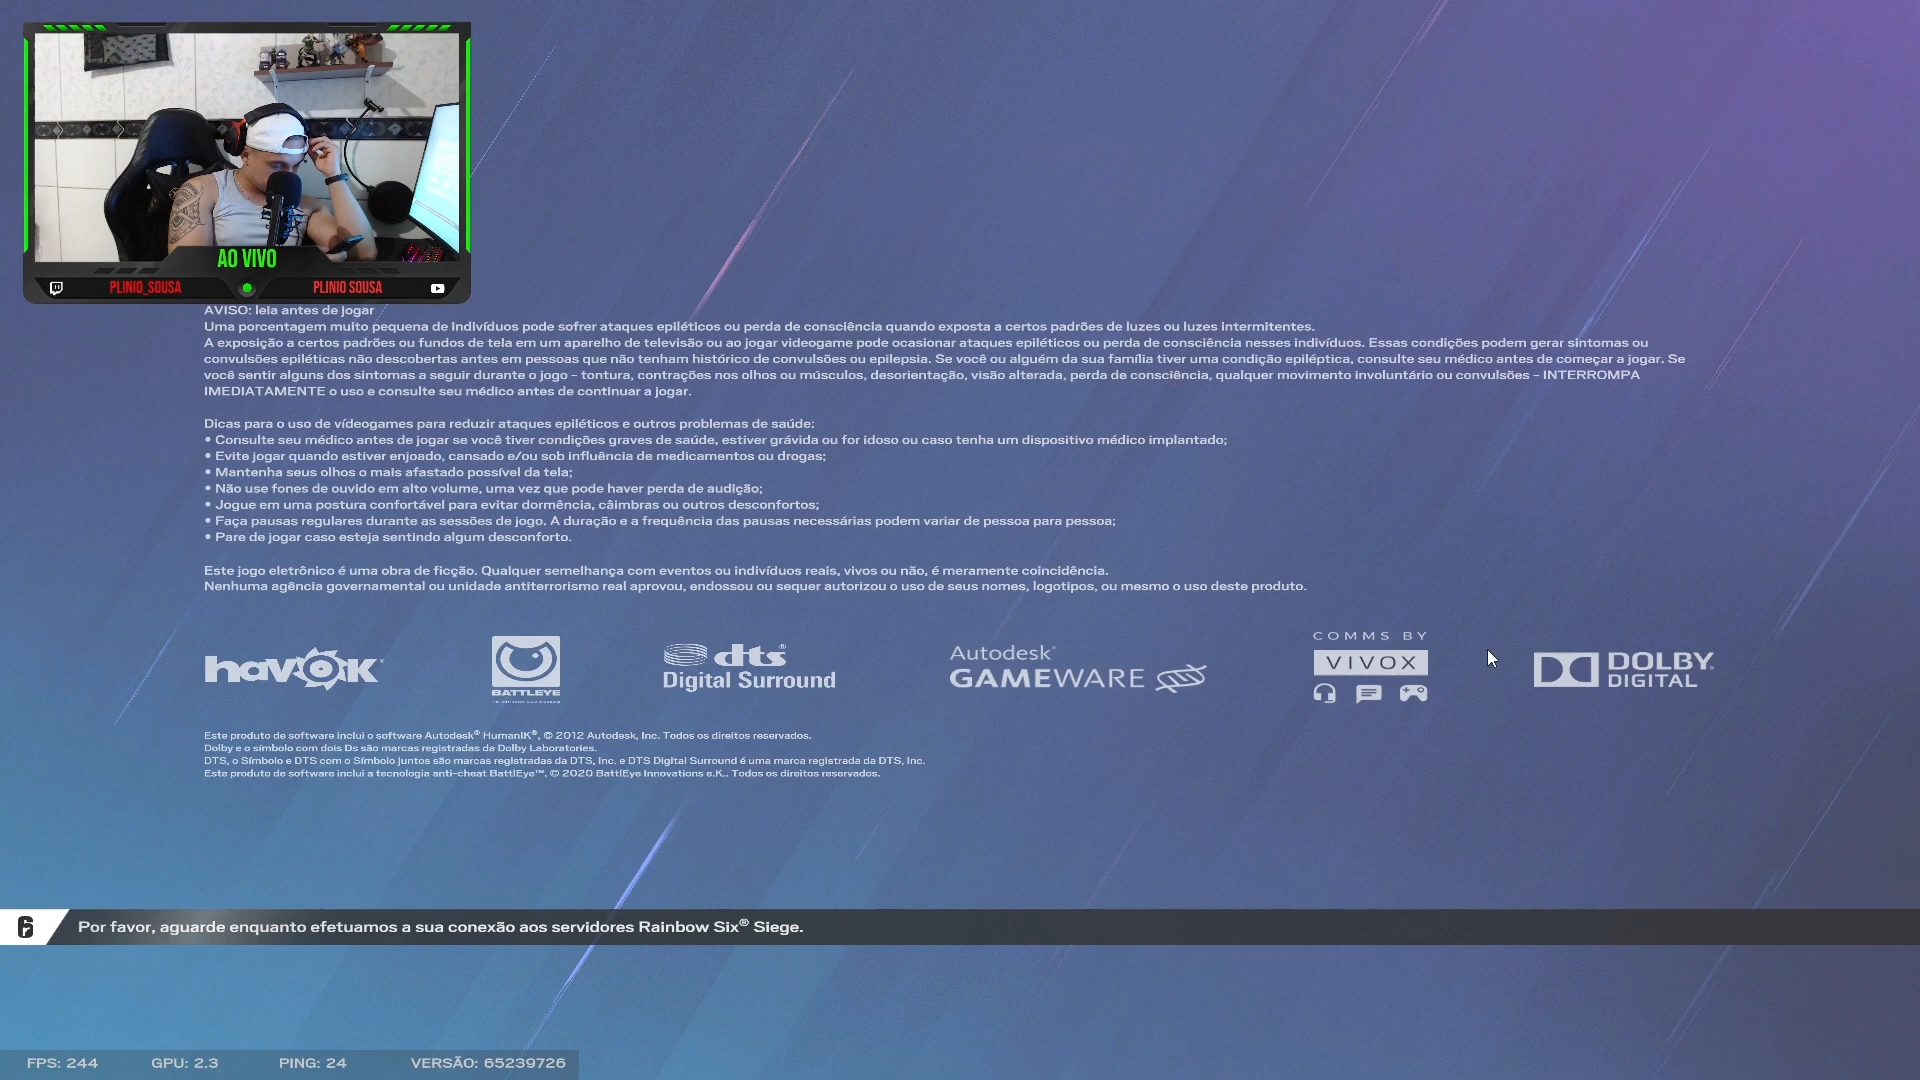 AO VIVO
PLINIO_SOUSA
PLINIO SOUSA
AVISO: leia antes de jogar
Uma porcentagem muito pequena de indivíduos pode sofrer ataques epiléticos ou perda de consciência quando exposta a certos padrões de luzes ou luzes intermitentes.
A exposição a certos padrões ou fundos de tela em um aparelho de televisão ou ao jogar videogame pode ocasionar ataques epiléticos ou perda de consciência nesses indivíduos. Essas condições podem gerar sintomas ou
convulsões epiléticas não descobertas antes em pessoas que não tenham histórico de convulsões ou epilepsia. Se você ou alguém da sua família tiver uma condição epiléptica, consulte seu médico antes de começar a jogar. Se
você sentir alguns dos sintomas a seguir durante o jogo – tontura, contrações nos olhos ou músculos, desorientação, visão alterada, perda de consciência, qualquer movimento involuntário ou convulsões – INTERROMPA
IMEDIATAMENTE o uso e consulte seu médico antes de continuar a jogar.
Dicas para o uso de vídeogames para reduzir ataques epiléticos e outros problemas de saúde:
• Consulte seu médico antes de jogar se você tiver condições graves de saúde, estiver grávida ou for idoso ou caso tenha um dispositivo médico implantado;
• Evite jogar quando estiver enjoado, cansado e/ou sob influência de medicamentos ou drogas;
• Mantenha seus olhos o mais afastado possível da tela;
• Não use fones de ouvido em alto volume, uma vez que pode haver perda de audição;
• Jogue em uma postura confortável para evitar dormência, câimbras ou outros desconfortos;
• Faça pausas regulares durante as sessões de jogo. A duração e a frequência das pausas necessárias podem variar de pessoa para pessoa;
• Pare de jogar caso esteja sentindo algum desconforto.
Este jogo eletrônico é uma obra de ficção. Qualquer semelhança com eventos ou indivíduos reais, vivos ou não, é meramente coincidência.
Nenhuma agência governamental ou unidade antiterrorismo real aprovou, endossou ou sequer autorizou o uso de seus nomes, logotipos, ou mesmo o uso deste produto.
havok
BATTLEYE
dts®
Digital Surround
Autodesk®
GAMEWARE
COMMS BY
VIVOX
DOLBY®
DIGITAL
Este produto de software inclui o software Autodesk® HumanIK®, © 2012 Autodesk, Inc. Todos os direitos reservados.
Dolby e o símbolo com dois Ds são marcas registradas da Dolby Laboratories.
DTS, o Símbolo e DTS com o Símbolo juntos são marcas registradas da DTS, Inc. e DTS Digital Surround é uma marca registrada da DTS, Inc.
Este produto de software inclui a tecnologia anti-cheat BattlEye™, © 2020 BattlEye Innovations e.K.. Todos os direitos reservados.
6 Por favor, aguarde enquanto efetuamos a sua conexão aos servidores Rainbow Six® Siege.
FPS: 244 GPU: 2.3 PING: 24 VERSÃO: 65239726